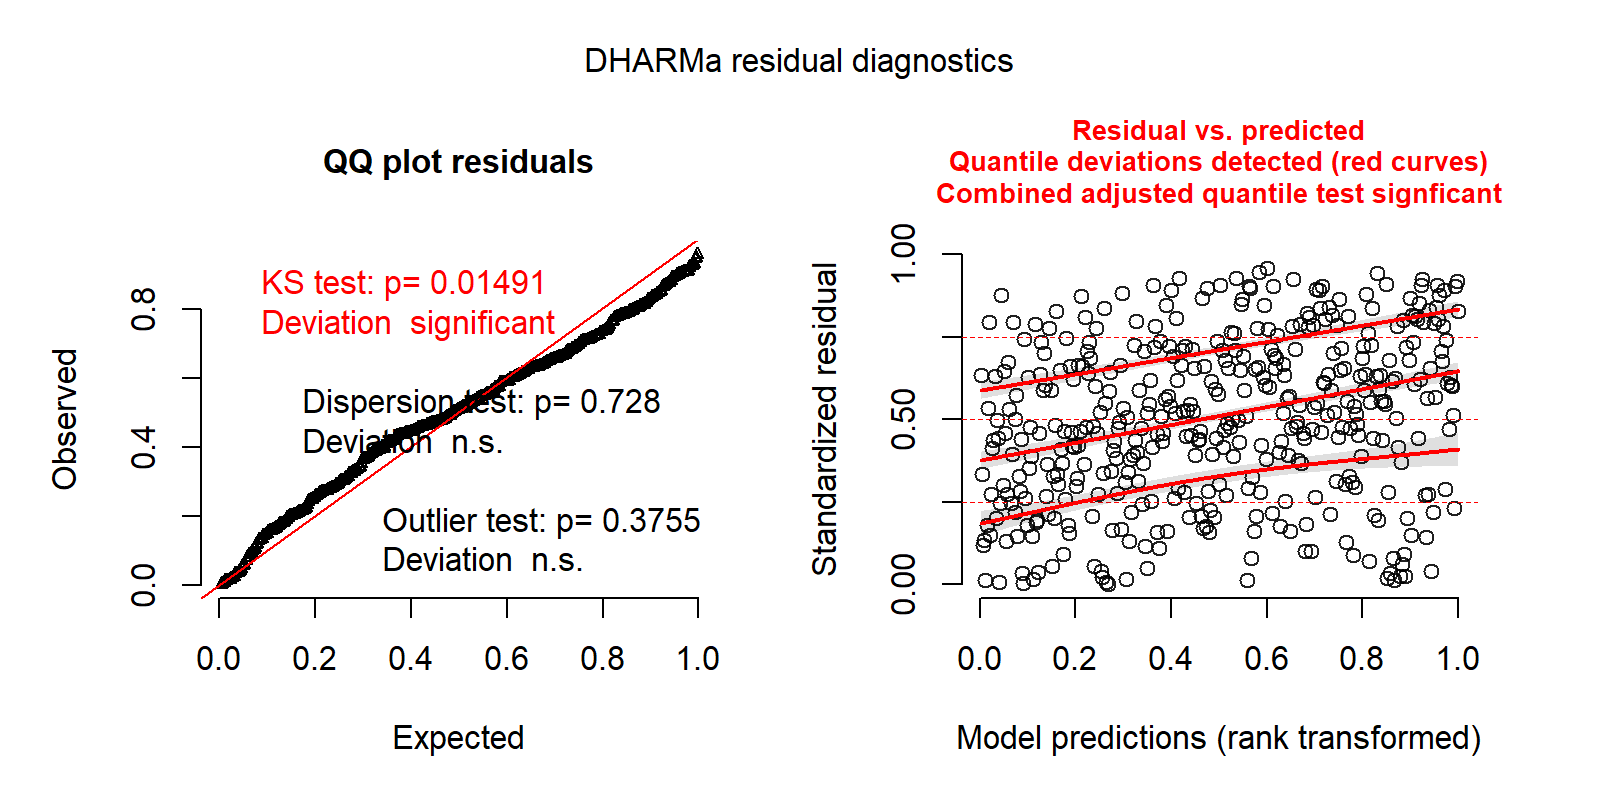 DHARMa residual diagnostics
QQ plot residuals
KS test: p= 0.01491
Deviation  significant
Dispersion test: p= 0.728
Deviation  n.s.
Outlier test: p= 0.3755
Deviation  n.s.
Observed
0.0
0.4
0.8
0.0 0.2 0.4 0.6 0.8 1.0
Expected
Residual vs. predicted
Quantile deviations detected (red curves)
Combined adjusted quantile test signficant
Standardized residual
0.00
0.50
1.00
0.0 0.2 0.4 0.6 0.8 1.0
Model predictions (rank transformed)